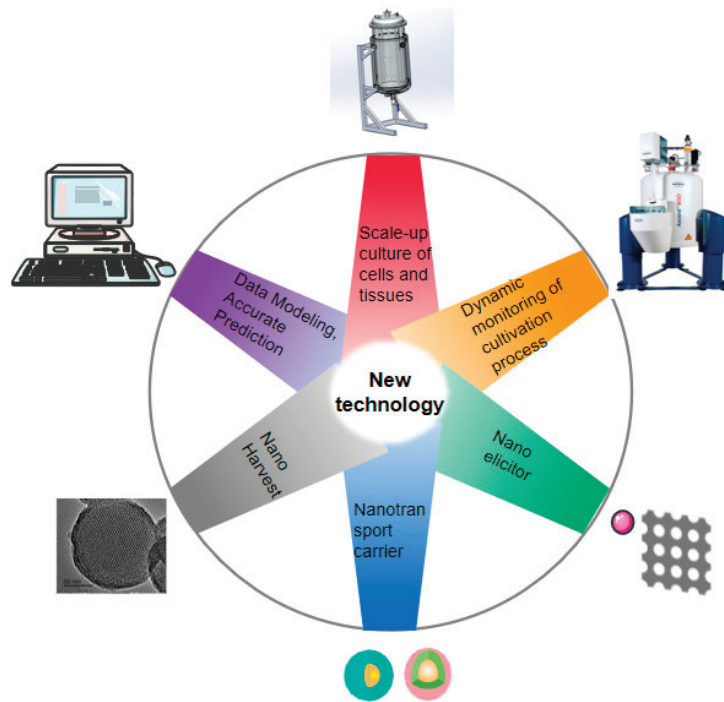 Scale-up
culture of
cells and
tissues
Dynamic
monitoring of
cultivation
process
Data Modeling,
Accurate
Prediction
New
technology
Nano
Harvest
Nano
elicitor
Nanotran
sport
carrier